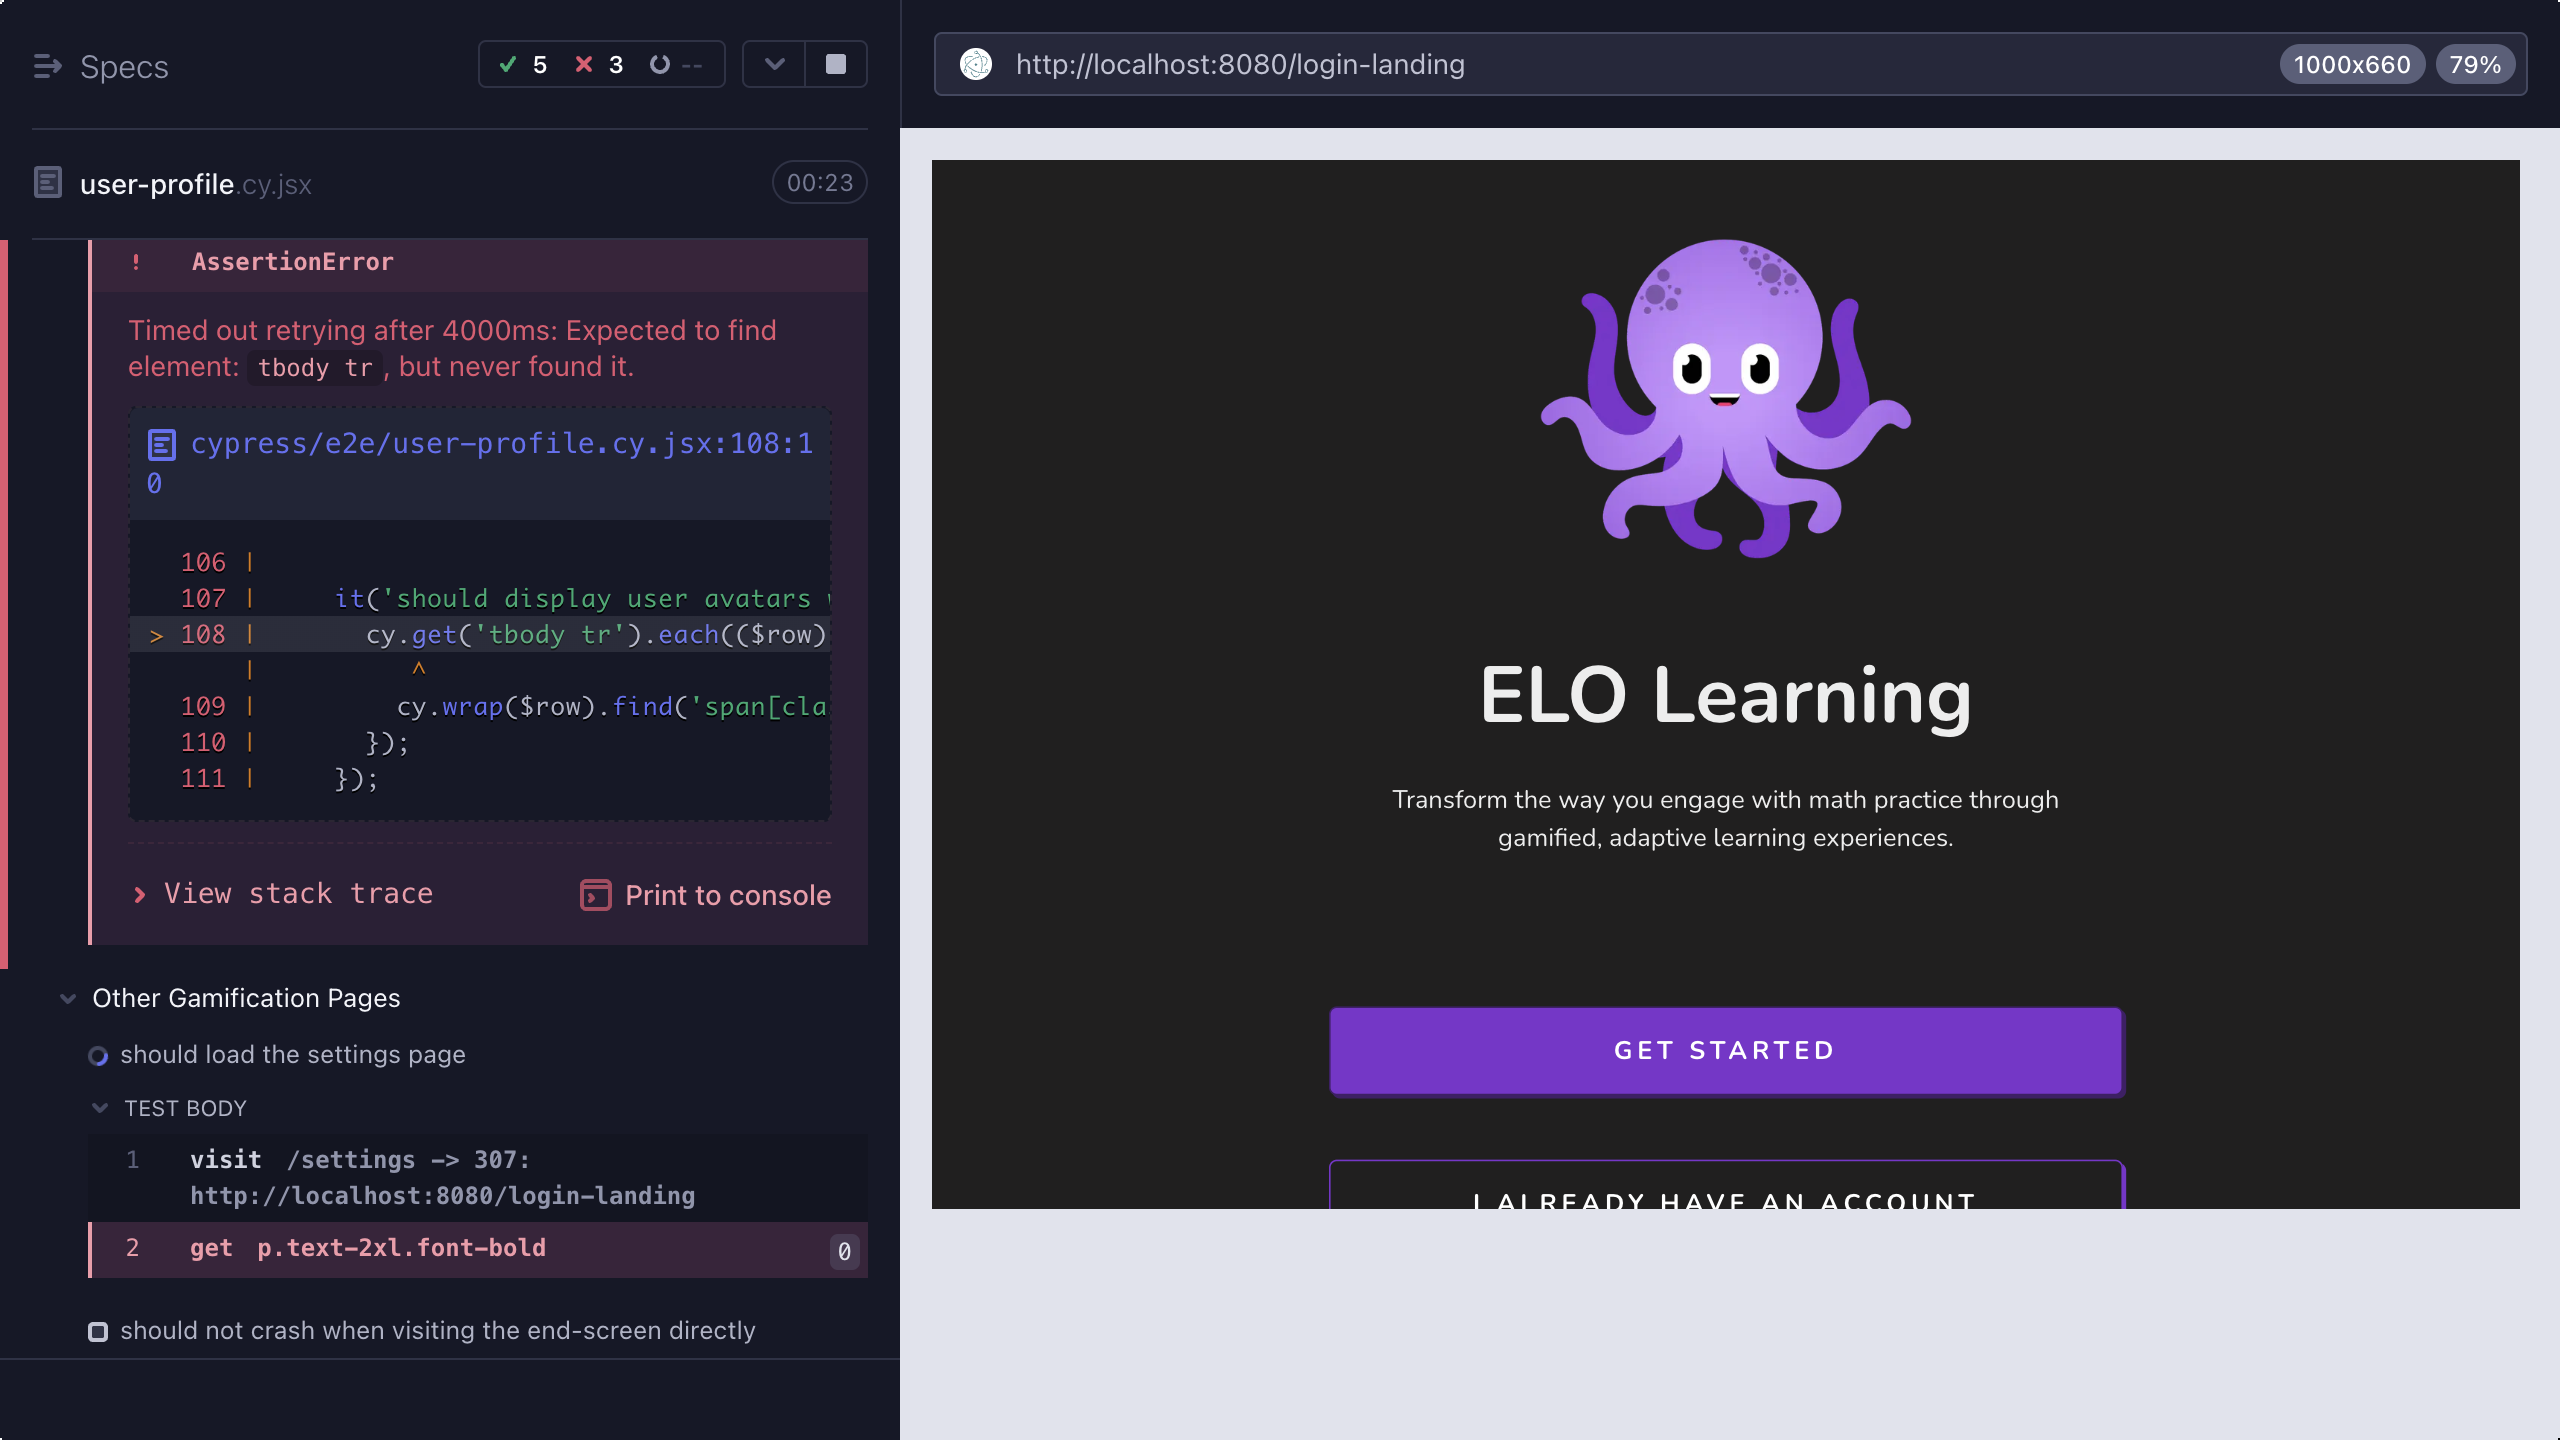 Specs
5 3 --
user-profile.cy.jsx
00:23
! AssertionError
Timed out retrying after 4000ms: Expected to find
element: tbody tr, but never found it.
cypress/e2e/user-profile.cy.jsx:108:1
0
106 |
107 | it('should display user avatars
> 108 | cy.get('tbody tr').each(($row)
| ^
109 | cy.wrap($row).find('span[cla
110 | });
111 | });
View stack trace
Print to console
Other Gamification Pages
should load the settings page
TEST BODY
1 visit /settings -> 307:
http://localhost:8080/login-landing
2 get p.text-2xl.font-bold 0
should not crash when visiting the end-screen directly
http://localhost:8080/login-landing
1000x660 79%
ELO Learning
Transform the way you engage with math practice through
gamified, adaptive learning experiences.
GET STARTED
I ALREADY HAVE AN ACCOUNT